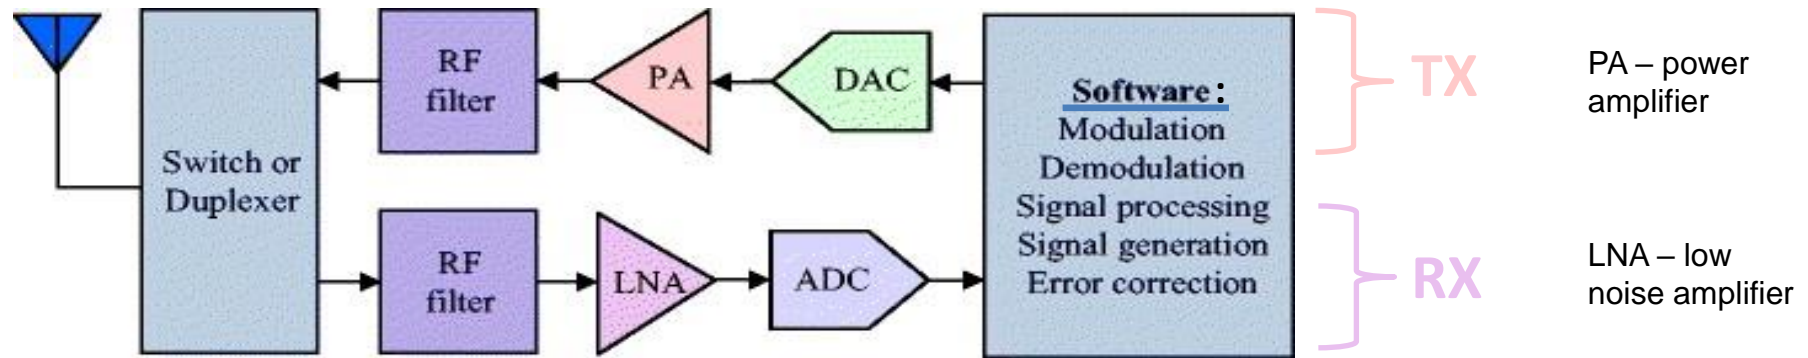 Switch or
Duplexer
RF
filter
PA
DAC
RF
filter
LNA
ADC
Software:
Modulation
Demodulation
Signal processing
Signal generation
Error correction
TX
PA – power
amplifier
RX
LNA – low
noise amplifier